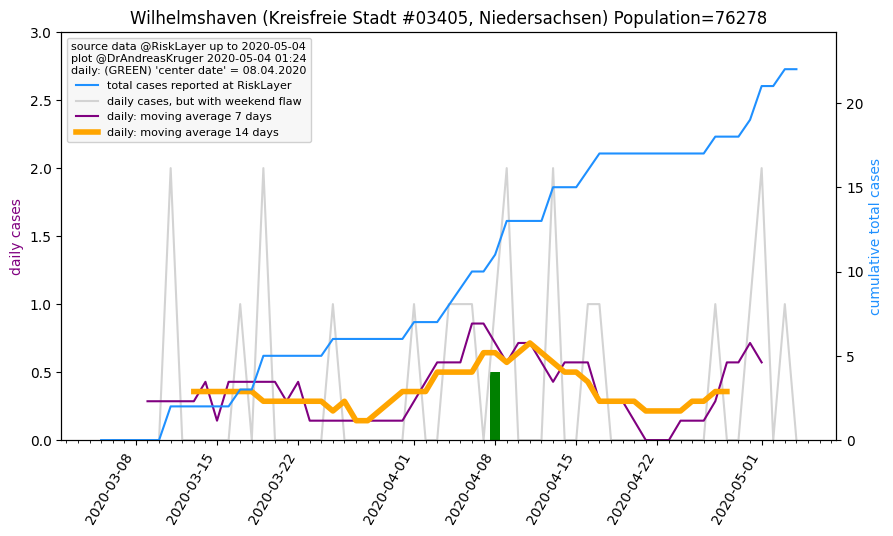 Wilhelmshaven (Kreisfreie Stadt #03405, Niedersachsen) Population=76278
source data @RiskLayer up to 2020-05-04
plot @DrAndreasKruger 2020-05-04 01:24
daily: (GREEN) 'center date' = 08.04.2020
total cases reported at RiskLayer
daily cases, but with weekend flaw
daily: moving average 7 days
daily: moving average 14 days
daily cases
3.0
2.5
2.0
1.5
1.0
0.5
0.0
cumulative total cases
20
15
10
5
0
2020-03-08
2020-03-15
2020-03-22
2020-04-01
2020-04-08
2020-04-15
2020-04-22
2020-05-01